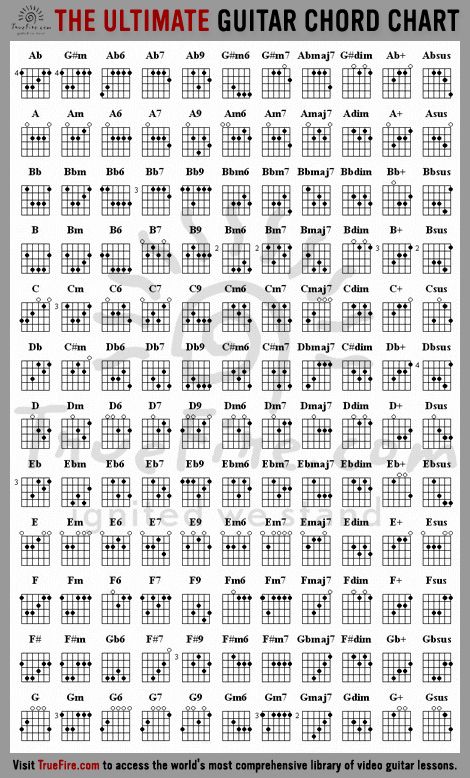 TrueFire.com
THE ULTIMATE GUITAR CHORD CHART
Ab G#m Ab6 Ab7 Ab9 G#m6 G#m7 Abmaj7 G#dim Ab+ Absus
4 4
A Am A6 A7 A9 Am6 Am7 Amaj7 Adim A+ Asus
Bb Bbm Bb6 Bb7 Bb9 Bbm6 Bbm7 Bbmaj7 Bbdim Bb+ Bbsus
3
B Bm B6 B7 B9 Bm6 Bm7 Bmaj7 Bdim B+ Bsus
2 2 2
C Cm C6 C7 C9 Cm6 Cm7 Cmaj7 Cdim C+ Csus
3
Db C#m Db6 Db7 Db9 C#m6 C#m7 Dbmaj7 C#dim Db+ Dbsus
4
D Dm D6 D7 D9 Dm6 Dm7 Dmaj7 Ddim D+ Dsus
Eb Ebm Eb6 Eb7 Eb9 Ebm6 Ebm7 Ebmaj7 Ebdim Eb+ Ebsus
3
E Em E6 E7 E9 Em6 Em7 Emaj7 Edim E+ Esus
F Fm F6 F7 F9 Fm6 Fm7 Fmaj7 Fdim F+ Fsus
F# F#m Gb6 F#7 F#9 F#m6 F#m7 Gbmaj7 F#dim Gb+ Gbsus
3
G Gm G6 G7 G9 Gm6 Gm7 Gmaj7 Gdim G+ Gsus
3 3 2
TrueFire.com
ignited we stand
Visit TrueFire.com to access the world's most comprehensive library of video guitar lessons.